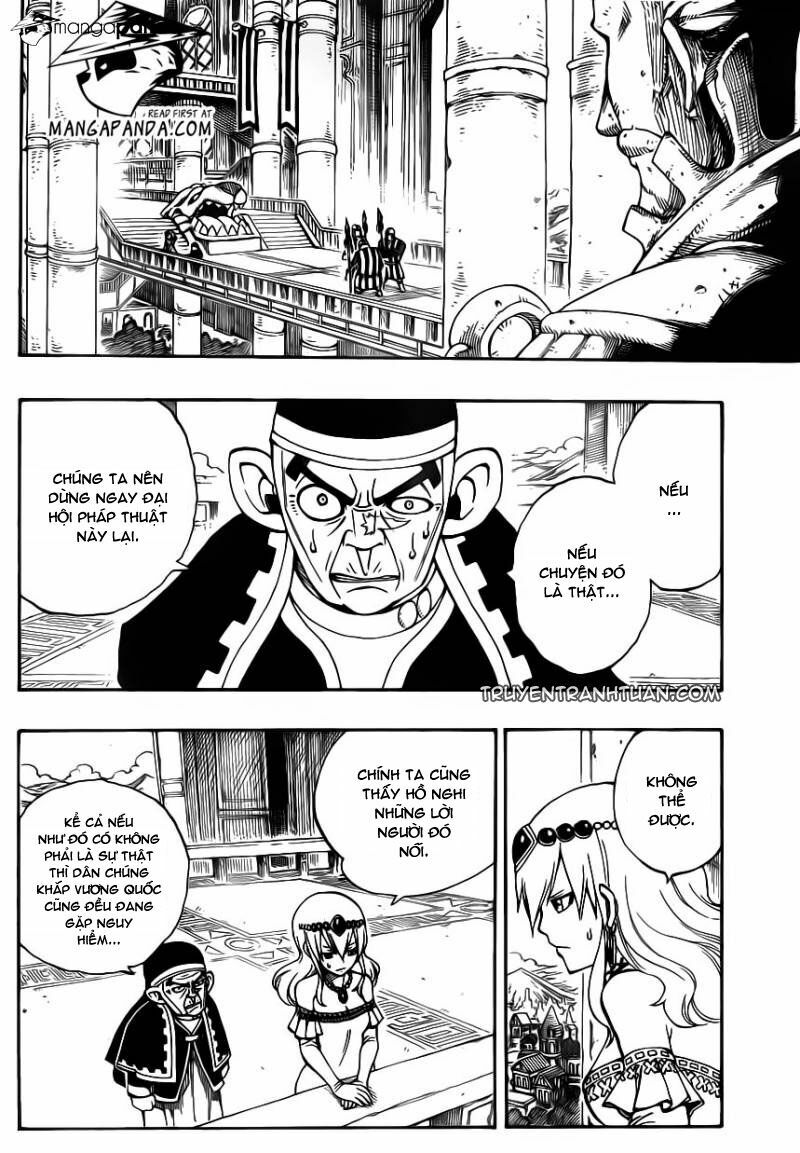 mangapanda
READ FIRST AT
MANGAPANDA.COM
NẾU
...
NẾU
CHUYỆN ĐÓ
LÀ THẬT...
CHÚNG TA NÊN
DỪNG NGAY ĐẠI
HỘI PHÁP THUẬT
NÀY LẠI.
TRUYENTRANHTUAN.COM
KHÔNG
THỂ
ĐƯỢC.
CHÍNH TA CŨNG
THẤY HỒ NGHI
NHỮNG LỜI
NGƯỜI ĐÓ
NÓI.
KỂ CẢ NẾU
NHƯ ĐÓ CÓ KHÔNG
PHẢI LÀ SỰ THẬT
THÌ DÂN CHÚNG
KHẮP VƯƠNG QUỐC
CŨNG ĐỀU ĐANG
GẶP NGUY
HIỂM...